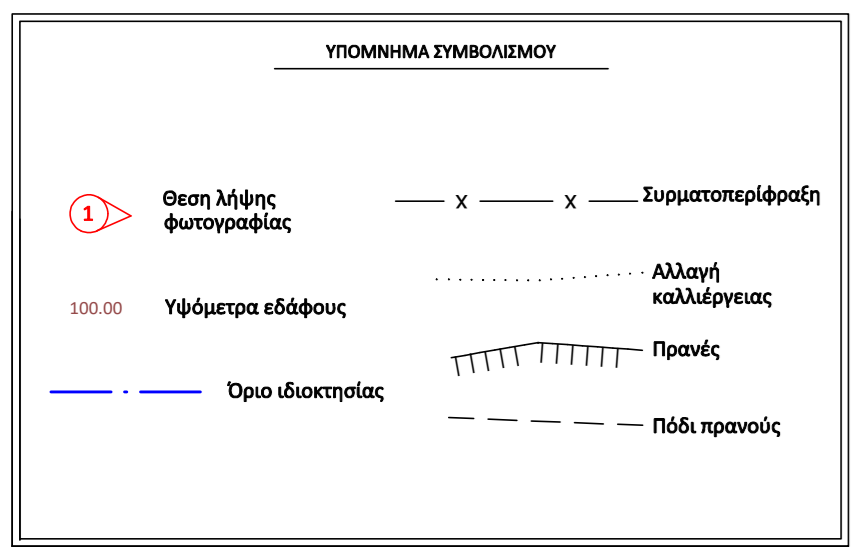 ΥΠΟΜΝΗΜΑ ΣΥΜΒΟΛΙΣΜΟΥ
1
Θεση λήψης
φωτογραφίας
100.00 Υψόμετρα εδάφους
Όριο ιδιοκτησίας
x x Συρματοπερίφραξη
Αλλαγή
καλλιέργειας
Πρανές
Πόδι πρανούς